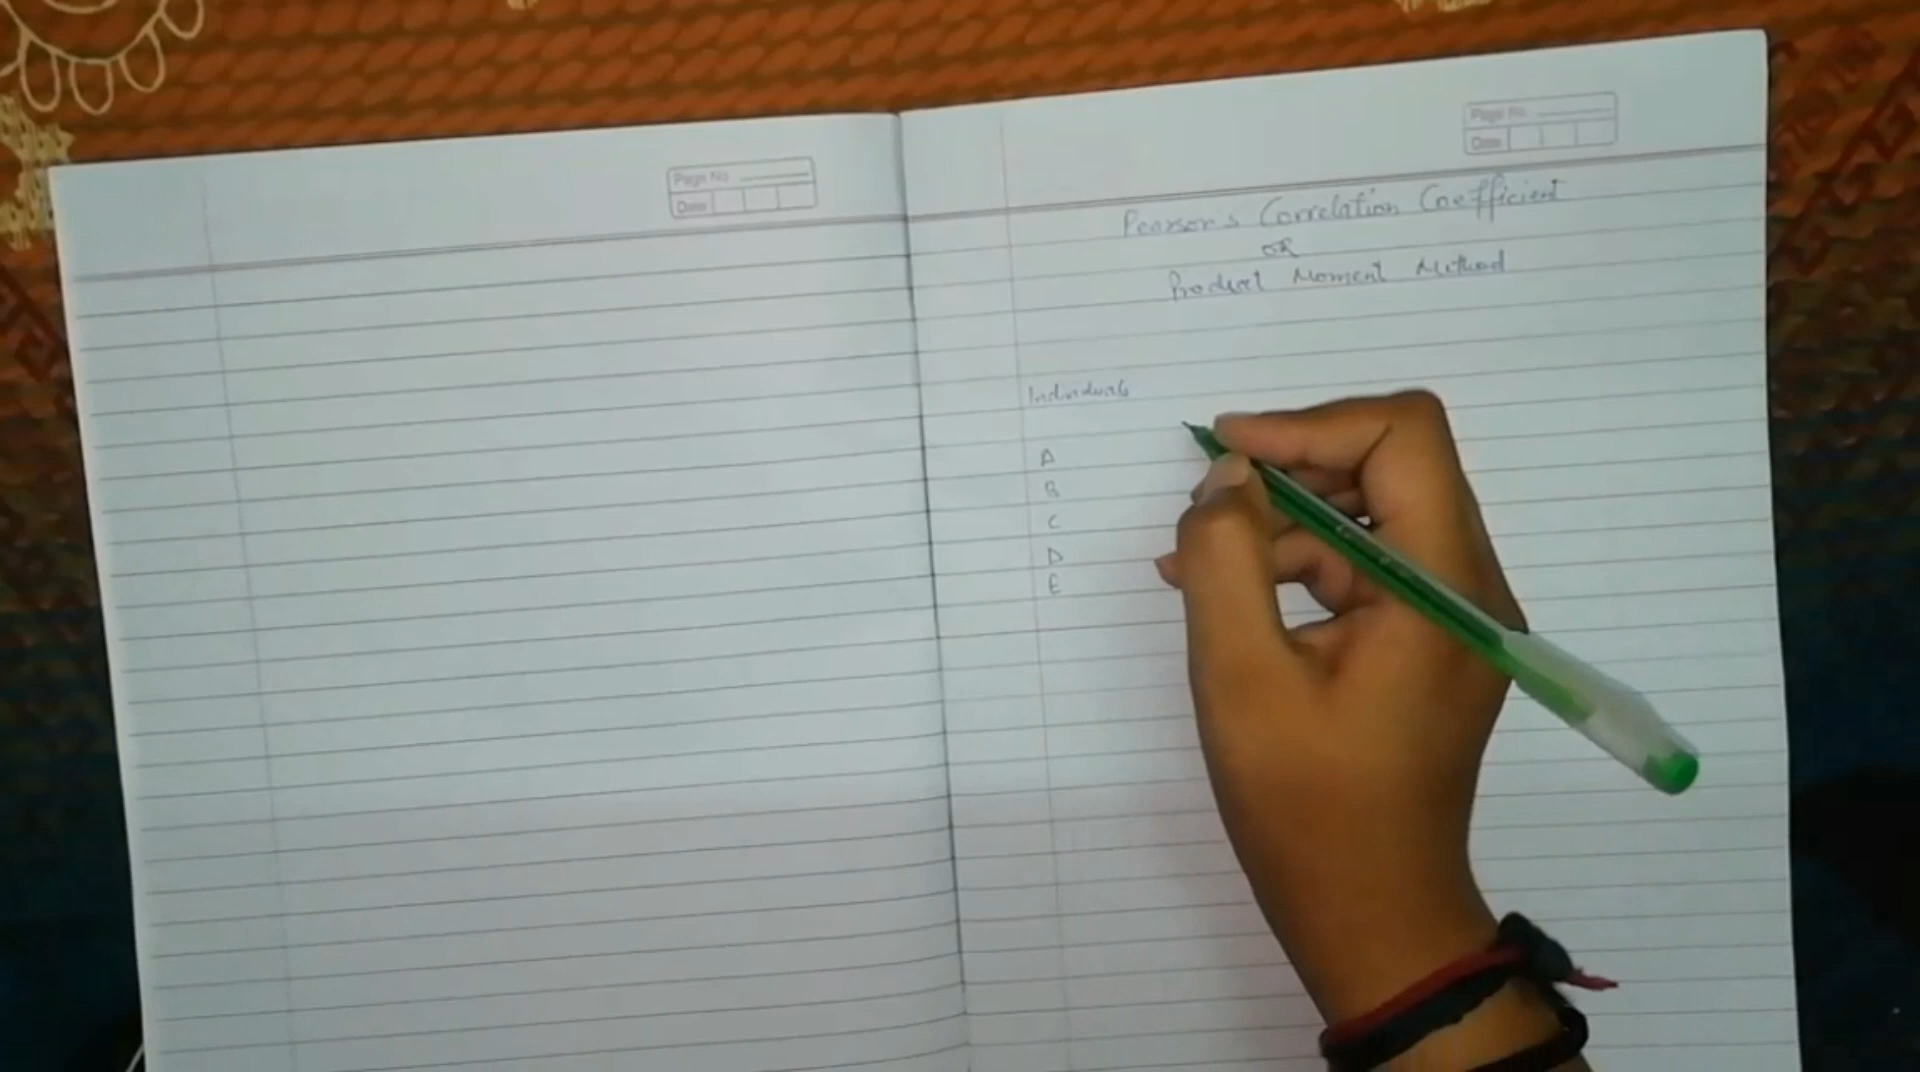 Page No
Date
Page No
Date
Pearson's Correlation Coefficient
OR
Product Moment Method
Individuals
A
B
C
D
E